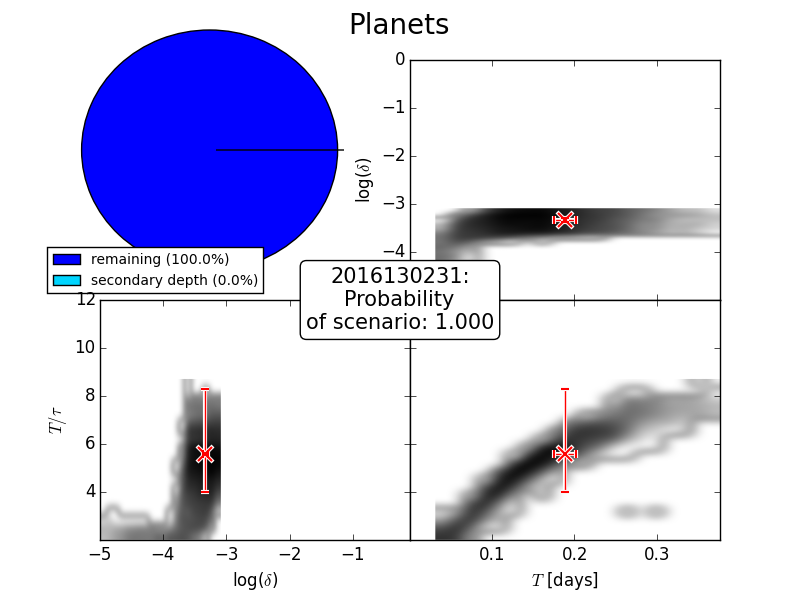 Planets
0
−1
−2
−3
−4
log(δ)
remaining (100.0%)
secondary depth (0.0%)
2016130231:
Probability
of scenario: 1.000
12
10
8
6
4
T/τ
−5 −4 −3 −2 −1
log(δ)
0.1 0.2 0.3
T [days]